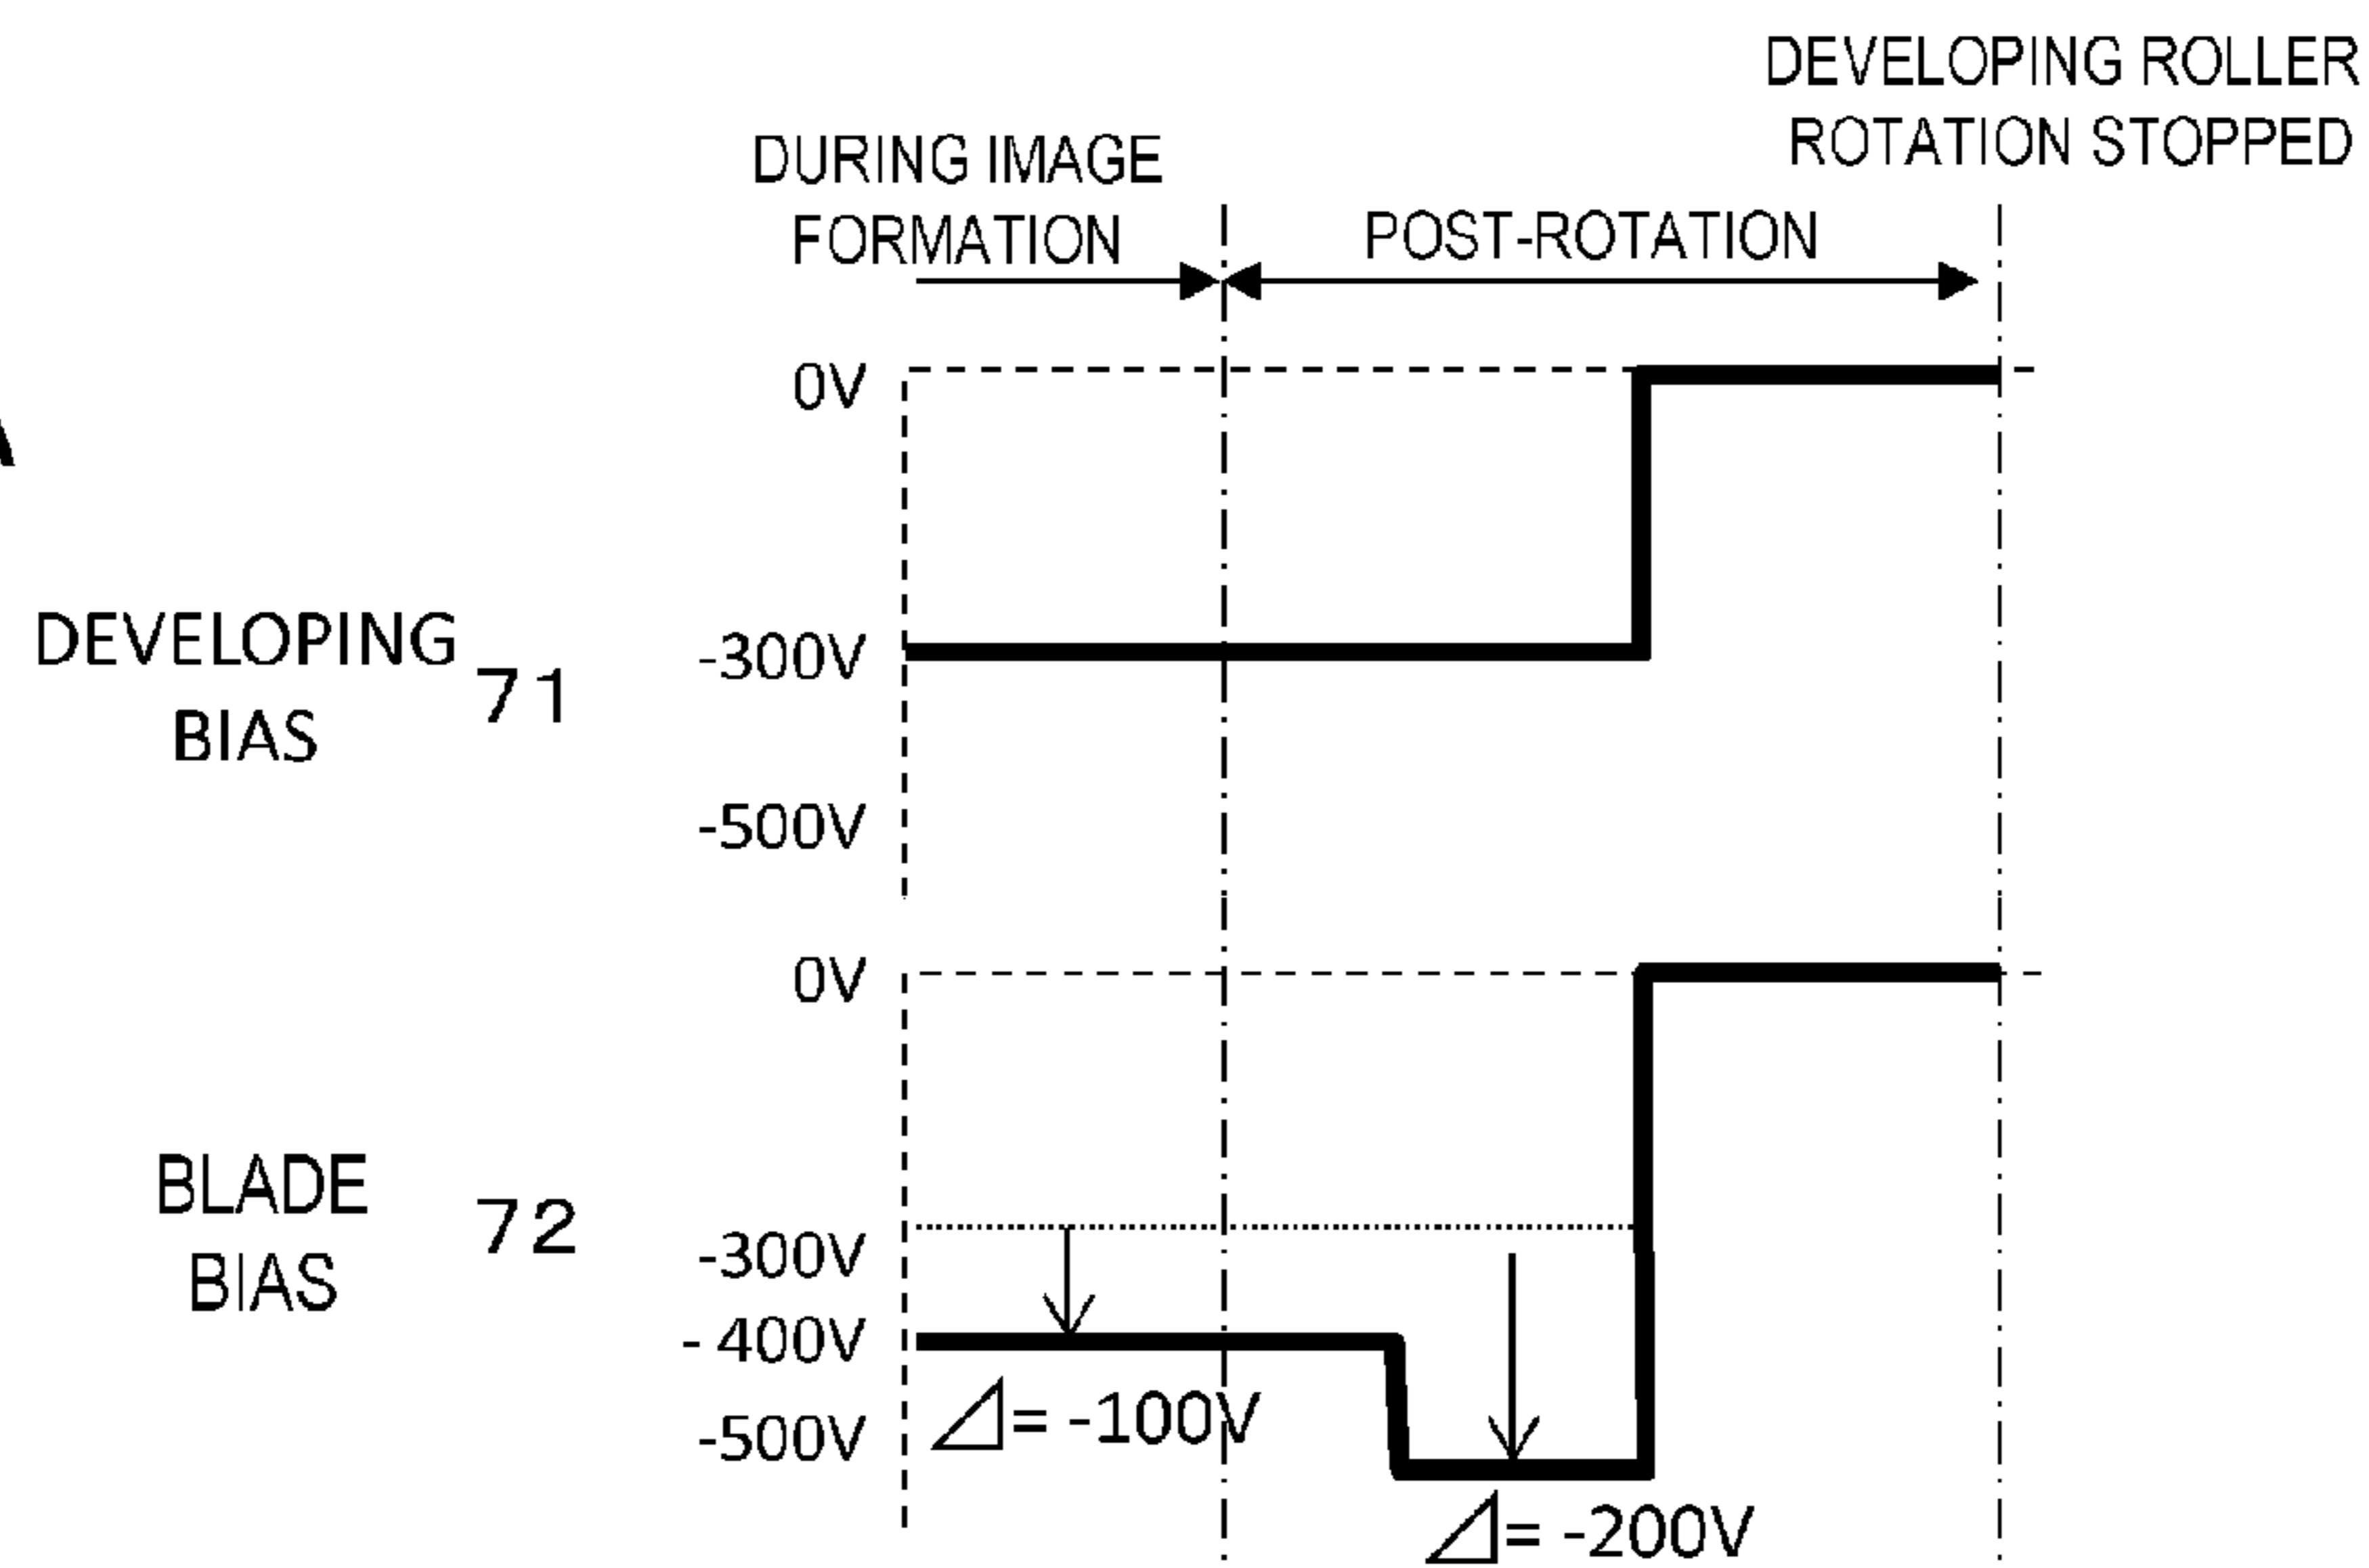 DEVELOPING ROLLER
ROTATION STOPPED
DURING IMAGE
FORMATION
POST-ROTATION
0V
DEVELOPING
BIAS
71
-300V
-500V
0V
BLADE
BIAS
72
-300V
- 400V
-500V
⊿= -100V
⊿= -200V